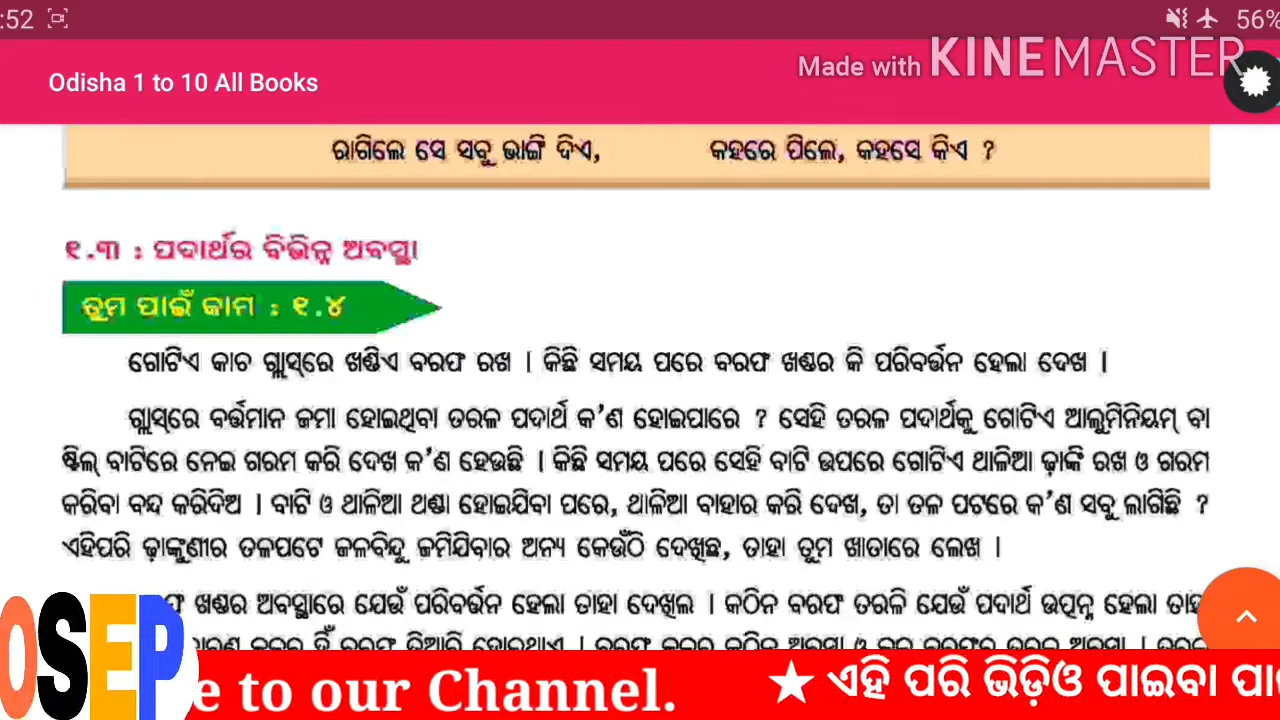 :52 56%
Made with KINEMASTER
Odisha 1 to 10 All Books
ରାଗିଲେ ସେ ସବୁ ଭାଙ୍ଗି ଦିଏ, କହରେ ପିଲେ, କହସେ କିଏ ?
୧.୩ : ପଦାର୍ଥର ବିଭିନ୍ନ ଅବସ୍ଥା
ତୁମ ପାଇଁ କାମ : ୧.୪
ଗୋଟିଏ କାଚ ଗ୍ଲାସ୍‌ରେ ଖଣ୍ଡିଏ ବରଫ ରଖ । କିଛି ସମୟ ପରେ ବରଫ ଖଣ୍ଡର କି ପରିବର୍ତ୍ତନ ହେଲା ଦେଖ ।
ଗ୍ଲାସ୍‌ରେ ବର୍ତ୍ତମାନ ଜମା ହୋଇଥିବା ତରଳ ପଦାର୍ଥ କ’ଣ ହୋଇପାରେ ? ସେହି ତରଳ ପଦାର୍ଥକୁ ଗୋଟିଏ ଆଲୁମିନିୟମ୍ ବା
ଷ୍ଟିଲ୍ ବାଟିରେ ନେଇ ଗରମ କରି ଦେଖ କ’ଣ ହେଉଛି । କିଛି ସମୟ ପରେ ସେହି ବାଟି ଉପରେ ଗୋଟିଏ ଥାଳିଆ ଢ଼ାଙ୍କି ରଖ ଓ ଗରମ
କରିବା ବନ୍ଦ କରିଦିଅ । ବାଟି ଓ ଥାଳିଆ ଥଣ୍ଡା ହୋଇଯିବା ପରେ, ଥାଳିଆ ବାହାର କରି ଦେଖ, ତା ତଳ ପଟରେ କ’ଣ ସବୁ ଲାଗିଛି ?
ଏହିପରି ଢ଼ାଙ୍କୁଣୀର ତଳପଟେ ଜଳବିନ୍ଦୁ ଜମିଯିବାର ଅନ୍ୟ କେଉଁଠି ଦେଖିଛ, ତାହା ତୁମ ଖାତାରେ ଲେଖ ।
ଖଣ୍ଡର ଅବସ୍ଥାରେ ଯେଉଁ ପରିବର୍ତ୍ତନ ହେଲା ତାହା ଦେଖିଲ । କଠିନ ବରଫ ତରଳି ଯେଉଁ ପଦାର୍ଥ ଉତ୍ପନ୍ନ ହେଲା
OSEP
e to our Channel. ★ ଏହି ପରି ଭିଡ଼ିଓ ପାଇବା